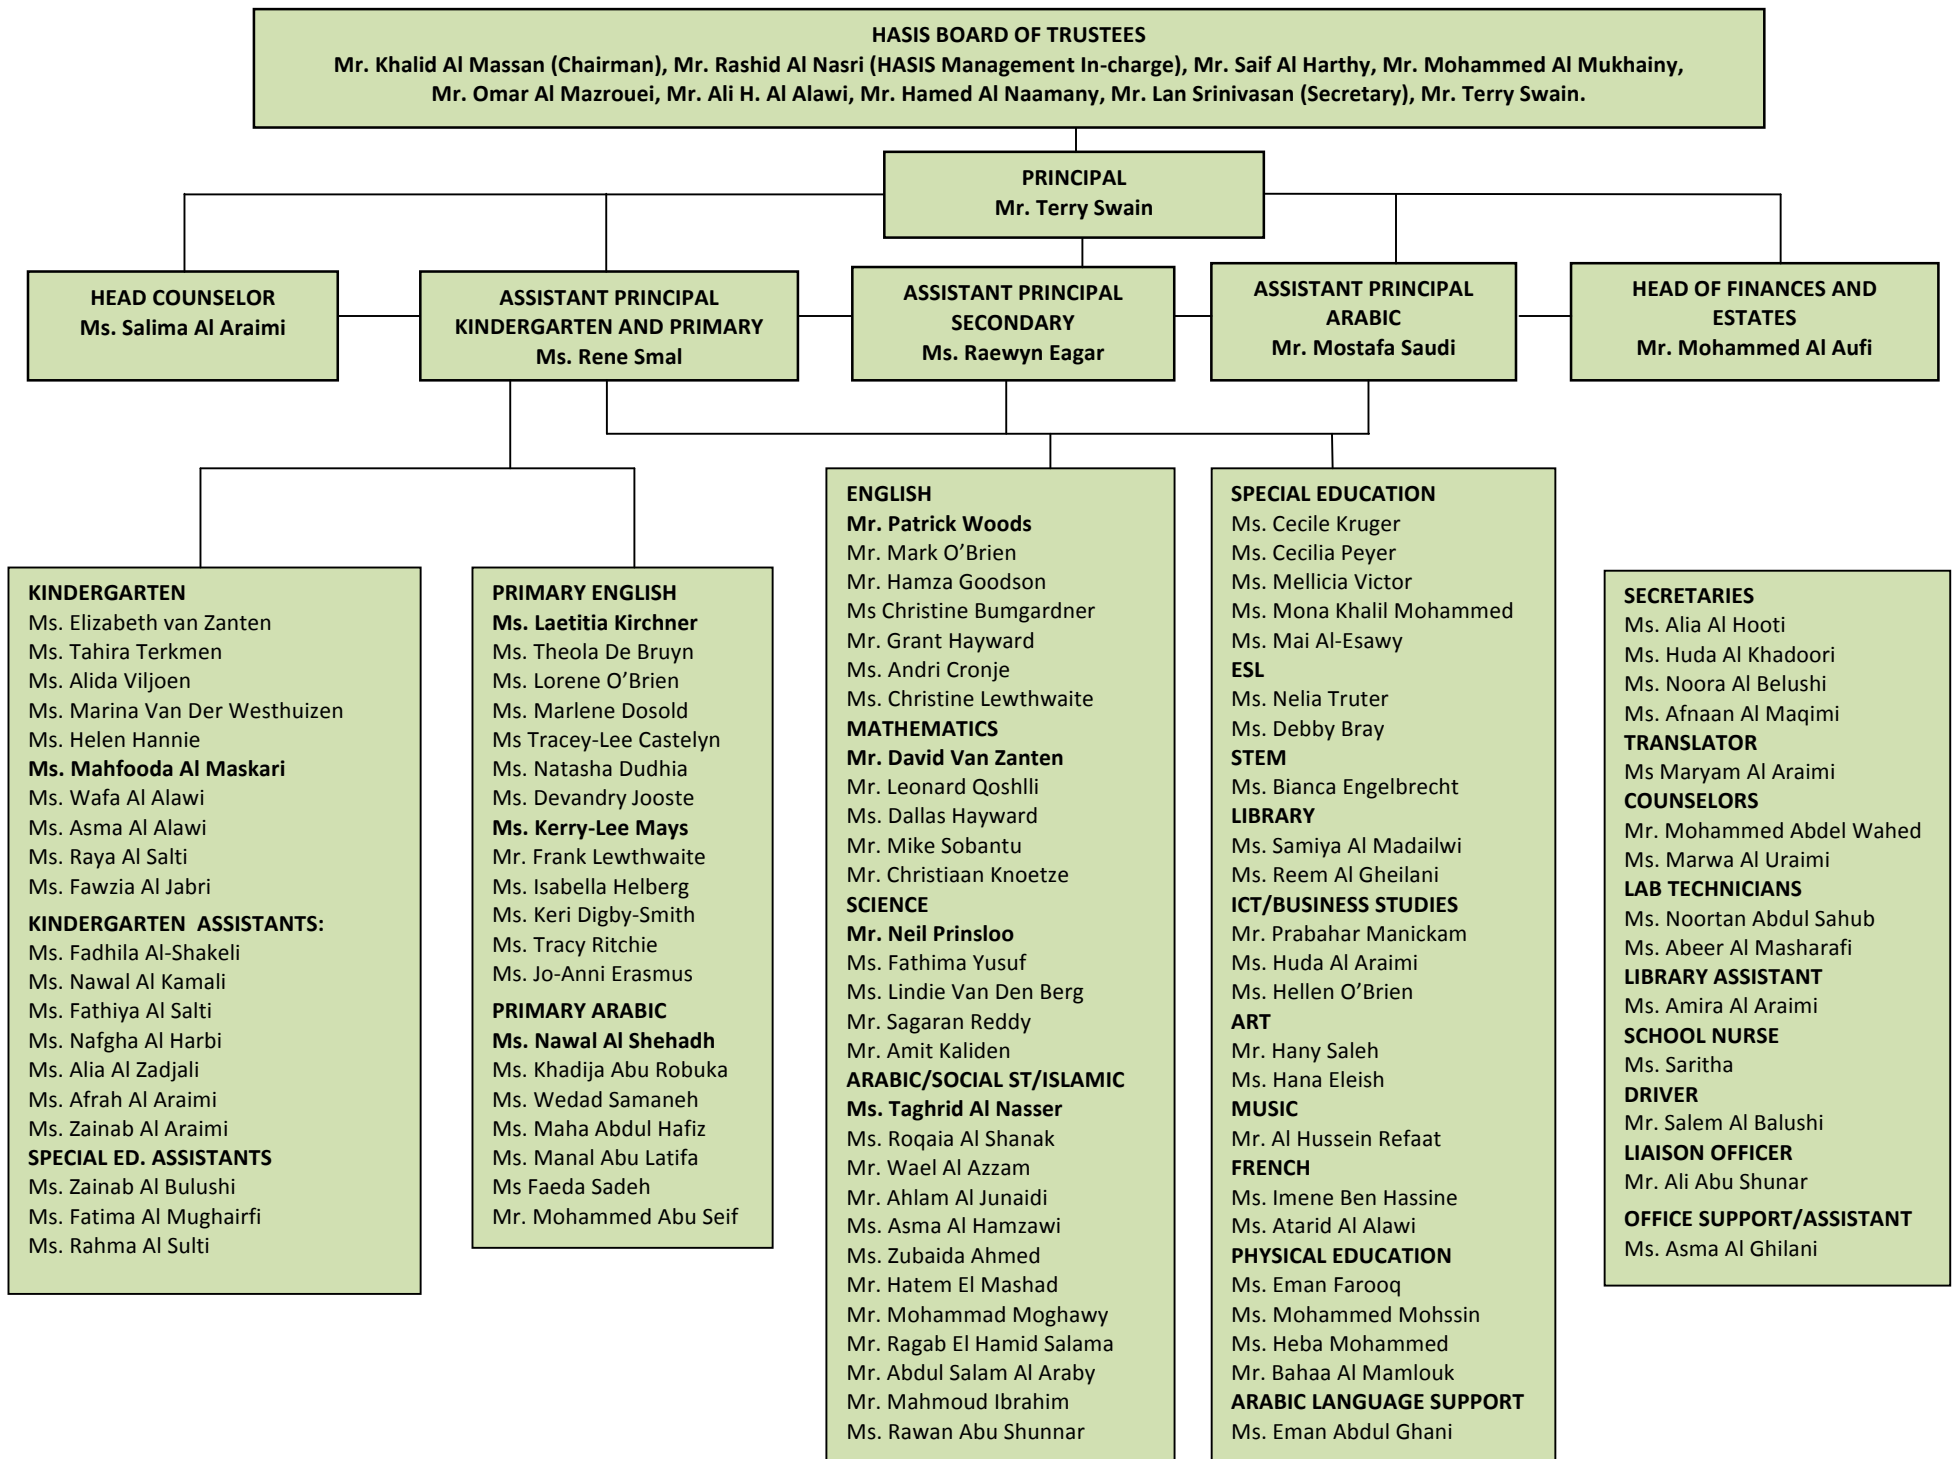 HASIS BOARD OF TRUSTEES
Mr. Khalid Al Massan (Chairman), Mr. Rashid Al Nasri (HASIS Management In-charge), Mr. Saif Al Harthy, Mr. Mohammed Al Mukhainy,
Mr. Omar Al Mazrouei, Mr. Ali H. Al Alawi, Mr. Hamed Al Naamany, Mr. Lan Srinivasan (Secretary), Mr. Terry Swain.
PRINCIPAL
Mr. Terry Swain
HEAD COUNSELOR
Ms. Salima Al Araimi
ASSISTANT PRINCIPAL
KINDERGARTEN AND PRIMARY
Ms. Rene Smal
ASSISTANT PRINCIPAL
SECONDARY
Ms. Raewyn Eagar
ASSISTANT PRINCIPAL
ARABIC
Mr. Mostafa Saudi
HEAD OF FINANCES AND
ESTATES
Mr. Mohammed Al Aufi
KINDERGARTEN
Ms. Elizabeth van Zanten
Ms. Tahira Terkmen
Ms. Alida Viljoen
Ms. Marina Van Der Westhuizen
Ms. Helen Hannie
Ms. Mahfooda Al Maskari
Ms. Wafa Al Alawi
Ms. Asma Al Alawi
Ms. Raya Al Salti
Ms. Fawzia Al Jabri
KINDERGARTEN ASSISTANTS:
Ms. Fadhila Al-Shakeli
Ms. Nawal Al Kamali
Ms. Fathiya Al Salti
Ms. Nafgha Al Harbi
Ms. Alia Al Zadjali
Ms. Afrah Al Araimi
Ms. Zainab Al Araimi
SPECIAL ED. ASSISTANTS
Ms. Zainab Al Bulushi
Ms. Fatima Al Mughairfi
Ms. Rahma Al Sulti
PRIMARY ENGLISH
Ms. Laetitia Kirchner
Ms. Theola De Bruyn
Ms. Lorene O’Brien
Ms. Marlene Dosold
Ms Tracey-Lee Castelyn
Ms. Natasha Dudhia
Ms. Devandry Jooste
Ms. Kerry-Lee Mays
Mr. Frank Lewthwaite
Ms. Isabella Helberg
Ms. Keri Digby-Smith
Ms. Tracy Ritchie
Ms. Jo-Anni Erasmus
PRIMARY ARABIC
Ms. Nawal Al Shehadh
Ms. Khadija Abu Robuka
Ms. Wedad Samaneh
Ms. Maha Abdul Hafiz
Ms. Manal Abu Latifa
Ms Faeda Sadeh
Mr. Mohammed Abu Seif
ENGLISH
Mr. Patrick Woods
Mr. Mark O’Brien
Mr. Hamza Goodson
Ms Christine Bumgardner
Mr. Grant Hayward
Ms. Andri Cronje
Ms. Christine Lewthwaite
MATHEMATICS
Mr. David Van Zanten
Mr. Leonard Qoshlli
Ms. Dallas Hayward
Mr. Mike Sobantu
Mr. Christiaan Knoetze
SCIENCE
Mr. Neil Prinsloo
Ms. Fathima Yusuf
Ms. Lindie Van Den Berg
Mr. Sagaran Reddy
Mr. Amit Kaliden
ARABIC/SOCIAL ST/ISLAMIC
Ms. Taghrid Al Nasser
Ms. Roqaia Al Shanak
Mr. Wael Al Azzam
Mr. Ahlam Al Junaidi
Ms. Asma Al Hamzawi
Ms. Zubaida Ahmed
Mr. Hatem El Mashad
Mr. Mohammad Moghawy
Mr. Ragab El Hamid Salama
Mr. Abdul Salam Al Araby
Mr. Mahmoud Ibrahim
Ms. Rawan Abu Shunnar
SPECIAL EDUCATION
Ms. Cecile Kruger
Ms. Cecilia Peyer
Ms. Mellicia Victor
Ms. Mona Khalil Mohammed
Ms. Mai Al-Esawy
ESL
Ms. Nelia Truter
Ms. Debby Bray
STEM
Ms. Bianca Engelbrecht
LIBRARY
Ms. Samiya Al Madailwi
Ms. Reem Al Gheilani
ICT/BUSINESS STUDIES
Mr. Prabahar Manickam
Ms. Huda Al Araimi
Ms. Hellen O’Brien
ART
Mr. Hany Saleh
Ms. Hana Eleish
MUSIC
Mr. Al Hussein Refaat
FRENCH
Ms. Imene Ben Hassine
Ms. Atarid Al Alawi
PHYSICAL EDUCATION
Ms. Eman Farooq
Ms. Mohammed Mohssin
Ms. Heba Mohammed
Mr. Bahaa Al Mamlouk
ARABIC LANGUAGE SUPPORT
Ms. Eman Abdul Ghani
SECRETARIES
Ms. Alia Al Hooti
Ms. Huda Al Khadoori
Ms. Noora Al Belushi
Ms. Afnaan Al Maqimi
TRANSLATOR
Ms Maryam Al Araimi
COUNSELORS
Mr. Mohammed Abdel Wahed
Ms. Marwa Al Uraimi
LAB TECHNICIANS
Ms. Noortan Abdul Sahub
Ms. Abeer Al Masharafi
LIBRARY ASSISTANT
Ms. Amira Al Araimi
SCHOOL NURSE
Ms. Saritha
DRIVER
Mr. Salem Al Balushi
LIAISON OFFICER
Mr. Ali Abu Shunar
OFFICE SUPPORT/ASSISTANT
Ms. Asma Al Ghilani